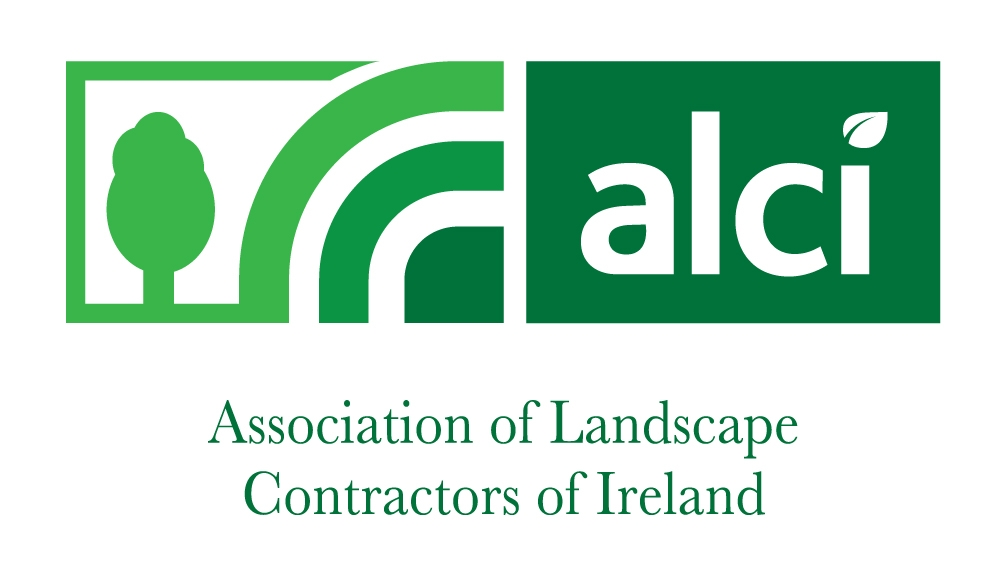 alci
Association of Landscape
Contractors of Ireland